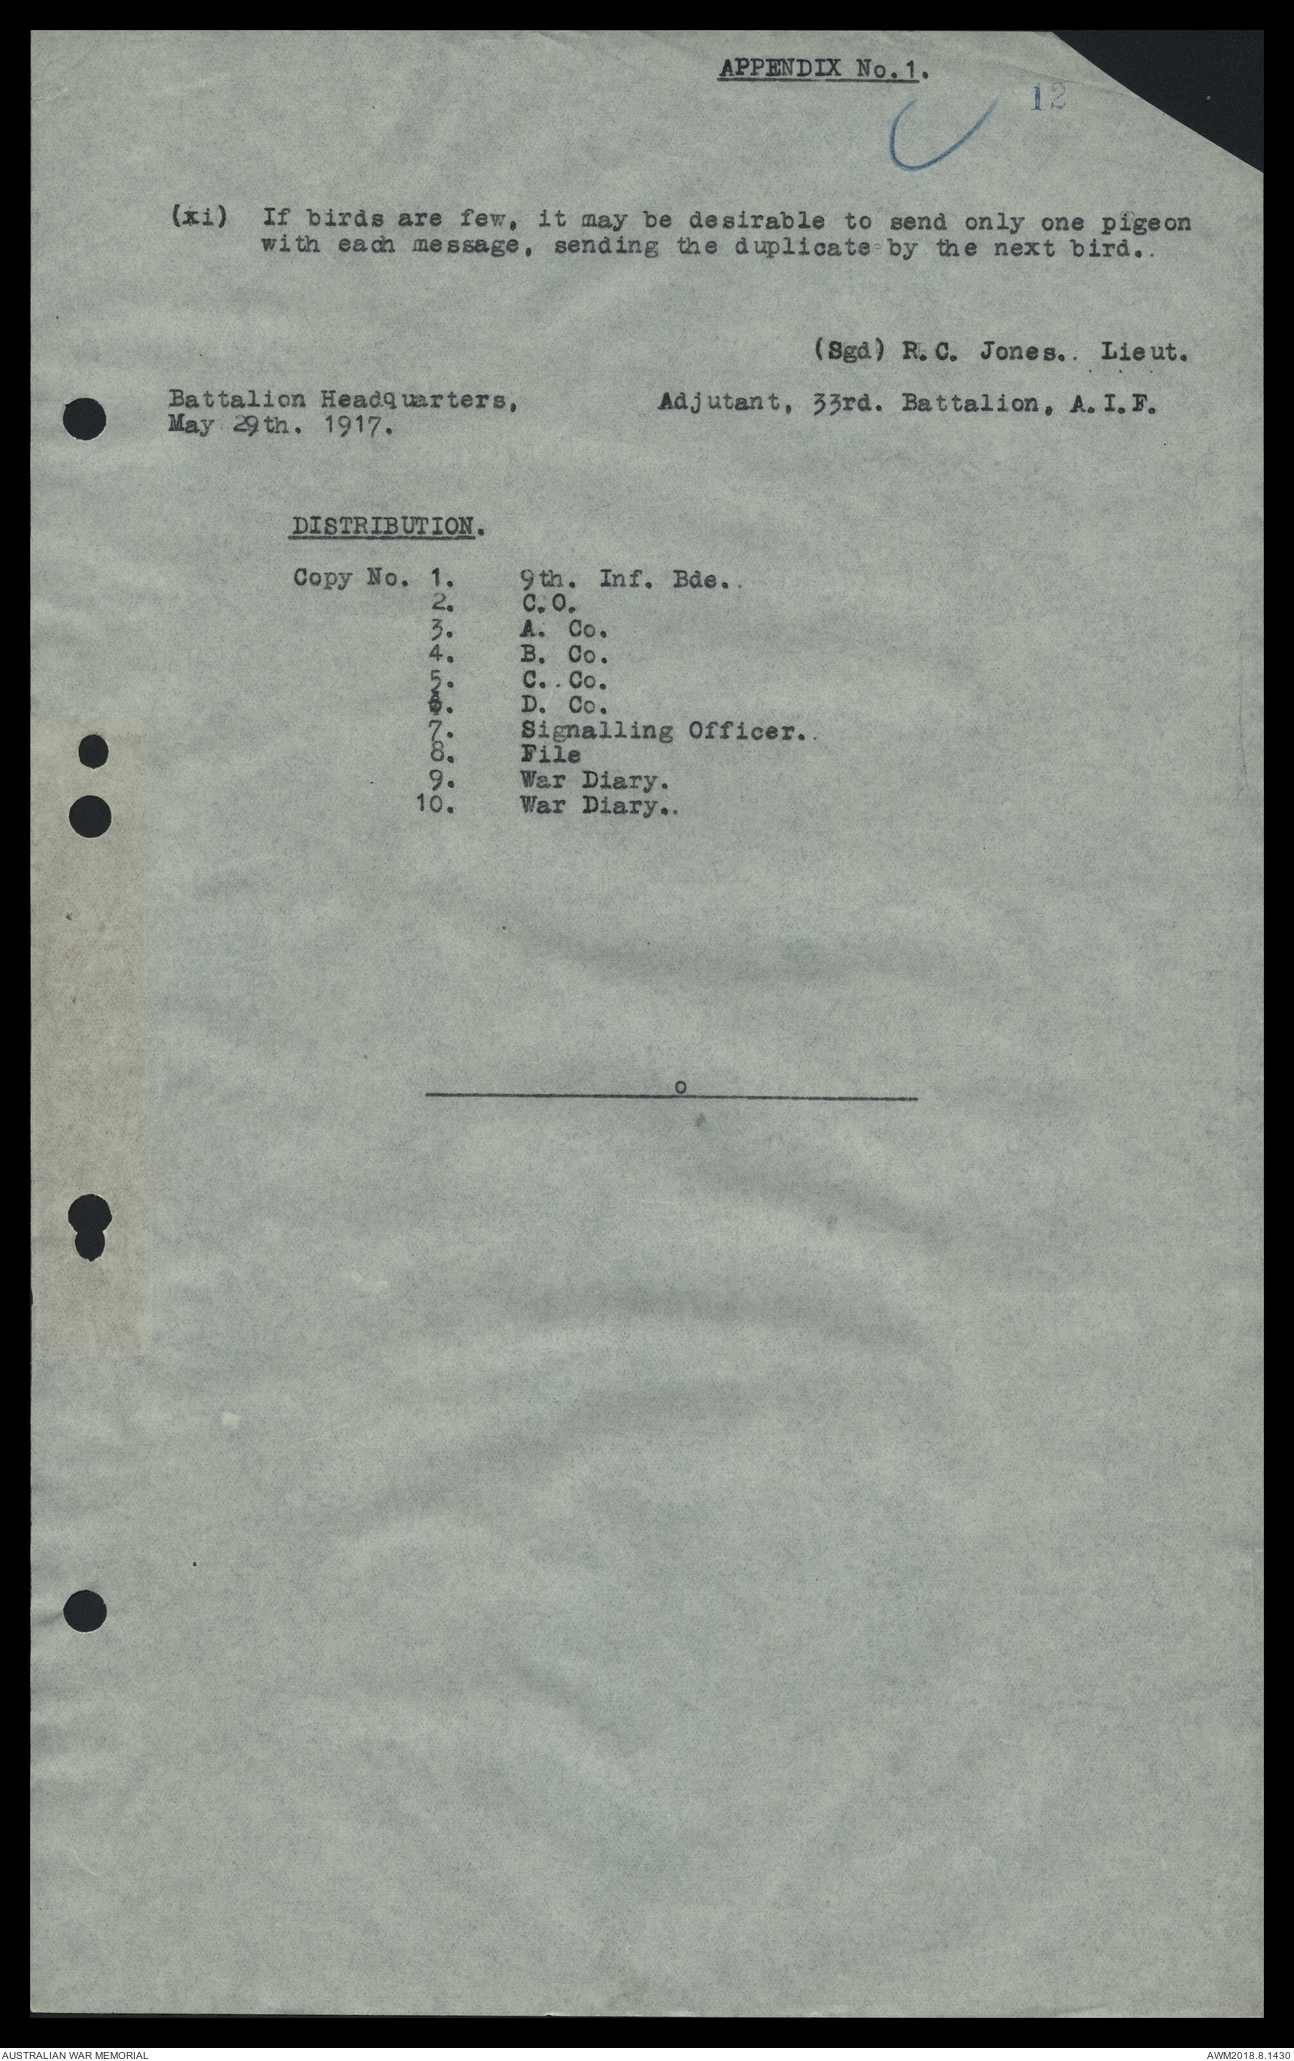 APPENDIX No.1.
12
(xi) If birds are few, it may be desirable to send only one pigeon
with each message, sending the duplicate by the next bird..
(Sgd) R.C. Jones.. Lieut.
Battalion Headquarters, Adjutant, 33rd. Battalion, A.I.F.
May 29th. 1917.
DISTRIBUTION.
Copy No. 1. 9th. Inf. Bde..
2. C.O.
3. A. Co.
4. B. Co.
5. C.. Co.
6. D. Co.
7. Signalling Officer..
8. File
9. War Diary.
10. War Diary..
o
AUSTRALIAN WAR MEMORIAL AWM2018.8.1430